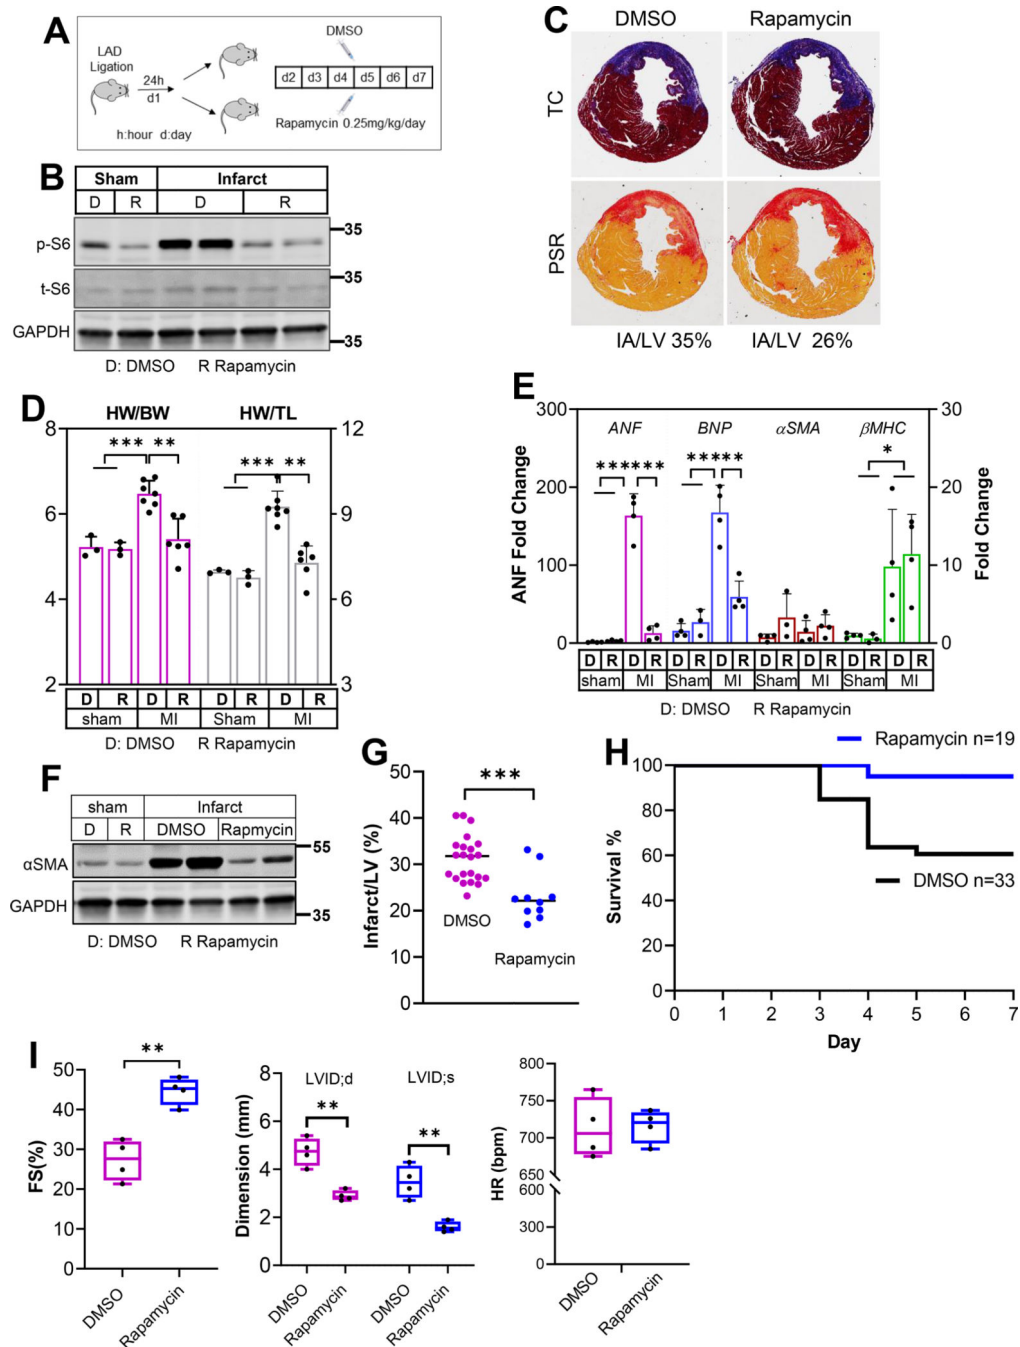 A
LAD
Ligation
24h
d1
h:hour d:day
DMSO
d2 d3 d4 d5 d6 d7
Rapamycin 0.25mg/kg/day
B
Sham Infarct
D R D R
p-S6
35
t-S6
35
GAPDH
35
D: DMSO R Rapamycin
C
DMSO Rapamycin
TC
PSR
IA/LV 35% IA/LV 26%
D
HW/BW HW/TL
8 12
6 9
4 6
2 3
*** ** *** **
D R D R D R D R
sham MI Sham MI
D: DMSO R Rapamycin
E
ANF Fold Change
Fold Change
300 30
200 20
100 10
0 0
ANF BNP αSMA βMHC
****** ***** *
D R D R D R D R D R D R D R D R
sham MI Sham MI Sham MI Sham MI
D: DMSO R Rapamycin
F
sham Infarct
D R DMSO Rapmycin
αSMA
55
GAPDH
35
D: DMSO R Rapamycin
G
Infarct/LV (%)
50
40
30
20
10
0
***
DMSO
Rapamycin
H
Rapamycin n=19
DMSO n=33
Survival %
100
80
60
40
20
0
0 1 2 3 4 5 6 7
Day
I
FS(%)
50
40
30
20
10
0
**
DMSO
Rapamycin
Dimension (mm)
8
6
4
2
0
LVID;d LVID;s
** **
DMSO
Rapamycin
DMSO
Rapamycin
HR (bpm)
800
750
700
650
600
300
0
DMSO
Rapamycin